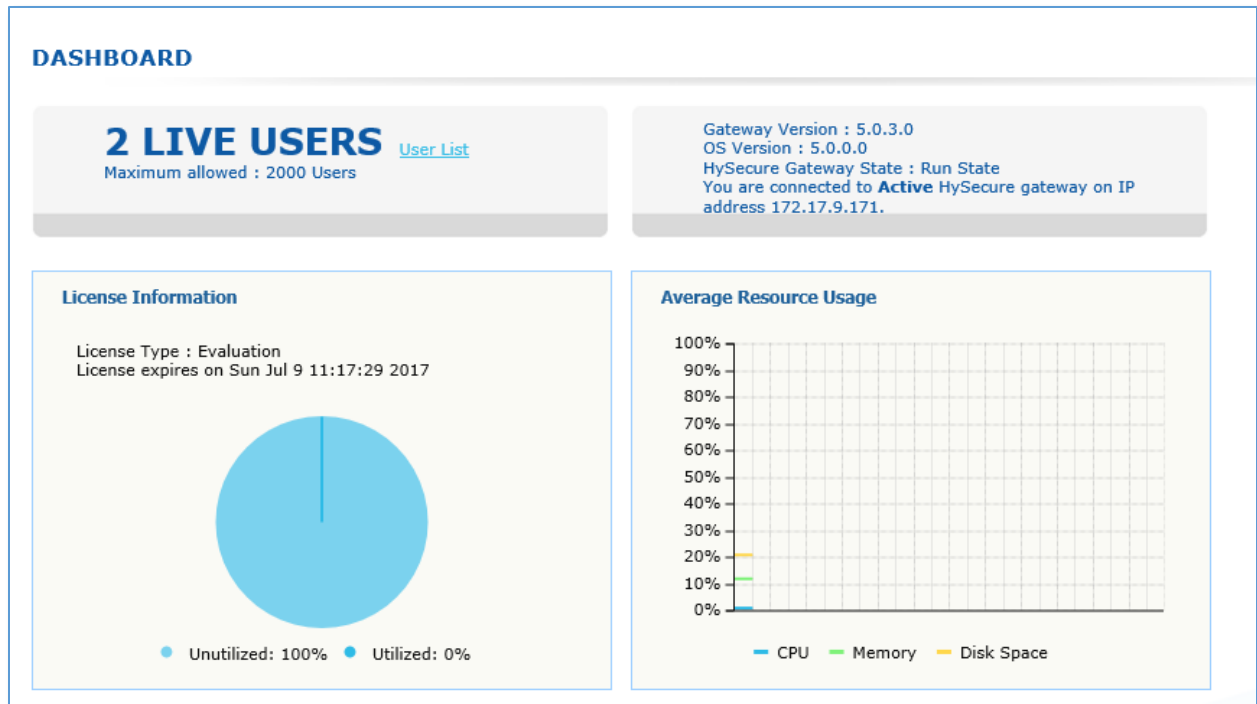 DASHBOARD
2 LIVE USERS User List
Maximum allowed : 2000 Users
Gateway Version : 5.0.3.0
OS Version : 5.0.0.0
HySecure Gateway State : Run State
You are connected to Active HySecure gateway on IP
address 172.17.9.171.
License Information
License Type : Evaluation
License expires on Sun Jul 9 11:17:29 2017
Unutilized: 100% Utilized: 0%
Average Resource Usage
100%
90%
80%
70%
60%
50%
40%
30%
20%
10%
0%
CPU Memory Disk Space